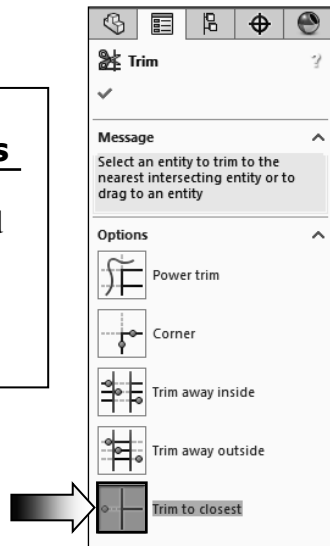 Trim
?
Message
Select an entity to trim to the
nearest intersecting entity or to
drag to an entity
Options
Power trim
Corner
Trim away inside
Trim away outside
Trim to closest
s